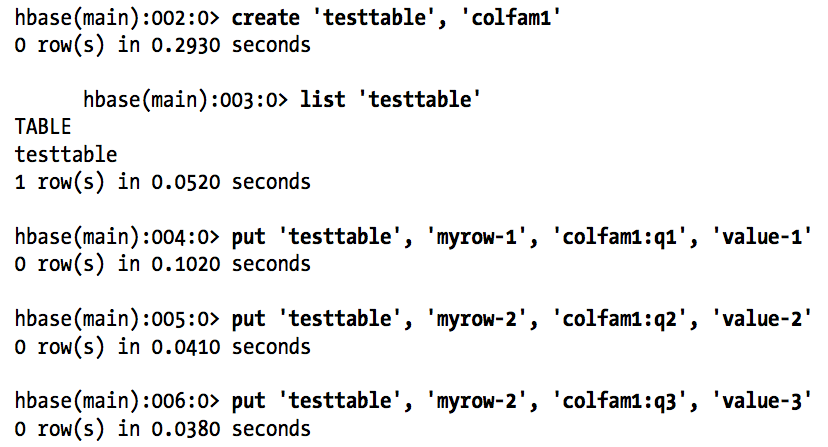 hbase(main):002:0> create 'testtable', 'colfam1'
0 row(s) in 0.2930 seconds
hbase(main):003:0> list 'testtable'
TABLE
testtable
1 row(s) in 0.0520 seconds
hbase(main):004:0> put 'testtable', 'myrow-1', 'colfam1:q1', 'value-1'
0 row(s) in 0.1020 seconds
hbase(main):005:0> put 'testtable', 'myrow-2', 'colfam1:q2', 'value-2'
0 row(s) in 0.0410 seconds
hbase(main):006:0> put 'testtable', 'myrow-2', 'colfam1:q3', 'value-3'
0 row(s) in 0.0380 seconds